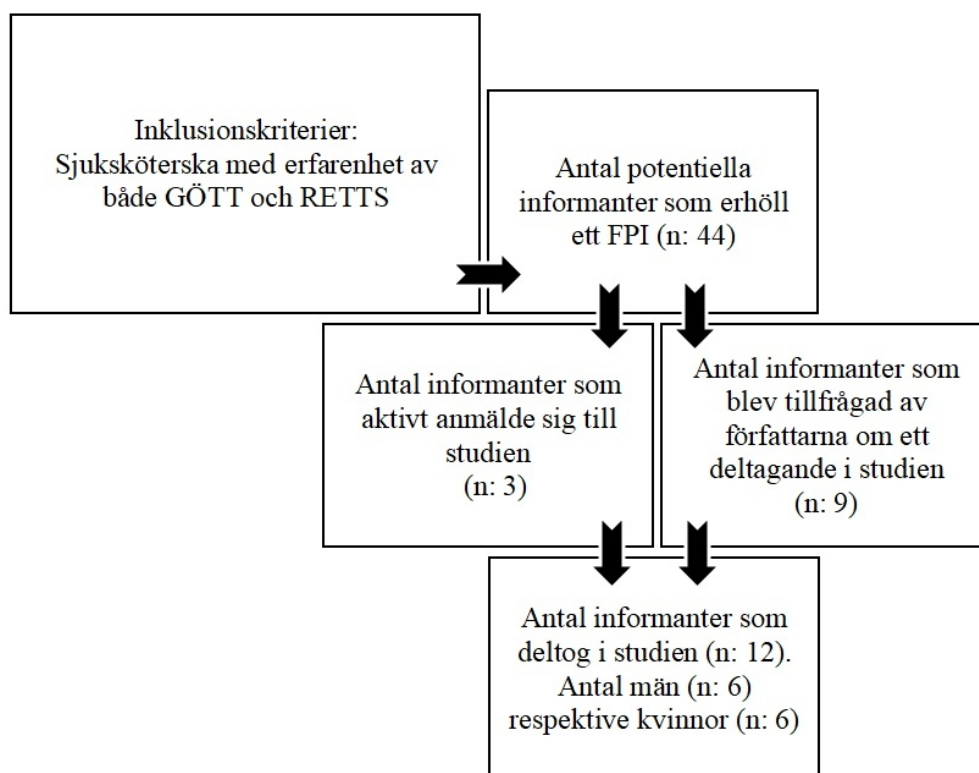 Inklusionskriterier:
Sjuksköterska med erfarenhet av
både GÖTT och RETTS
Antal potentiella
informanter som erhöll
ett FPI (n: 44)
Antal informanter som
aktivt anmälde sig till
studien
(n: 3)
Antal informanter som
blev tillfrågad av
författarna om ett
deltagande i studien
(n: 9)
Antal informanter som
deltog i studien (n: 12).
Antal män (n: 6)
respektive kvinnor (n: 6)